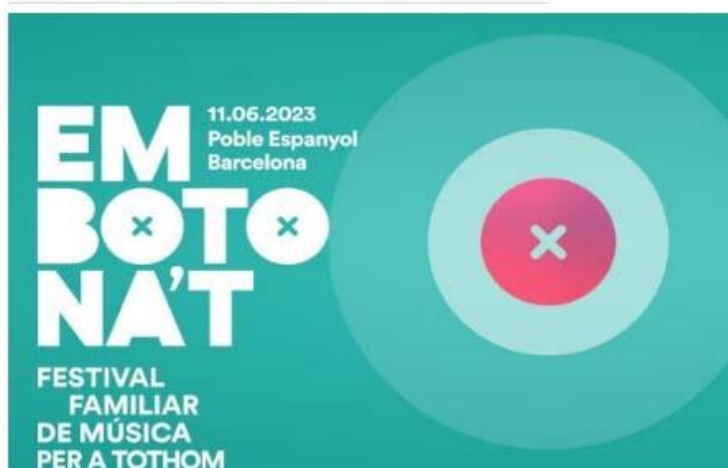 EM
BOTO
NA'T
11.06.2023
Poble Espanyol
Barcelona
FESTIVAL
FAMILIAR
DE MÚSICA
PER A TOTHOM